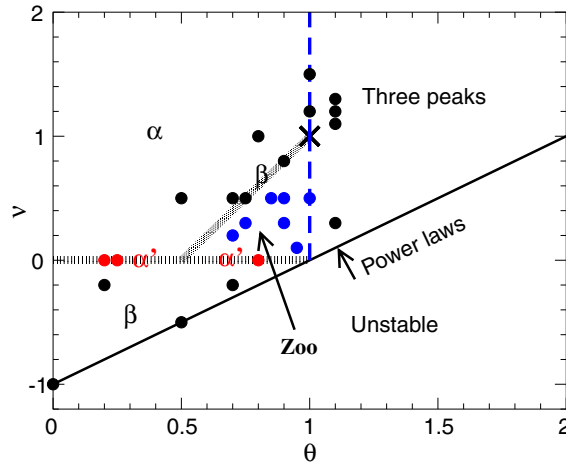 2
Three peaks
α
1
β
ν
α’
α’
0
Power laws
β
Unstable
Zoo
-1
0
0.5
1
1.5
2
θ